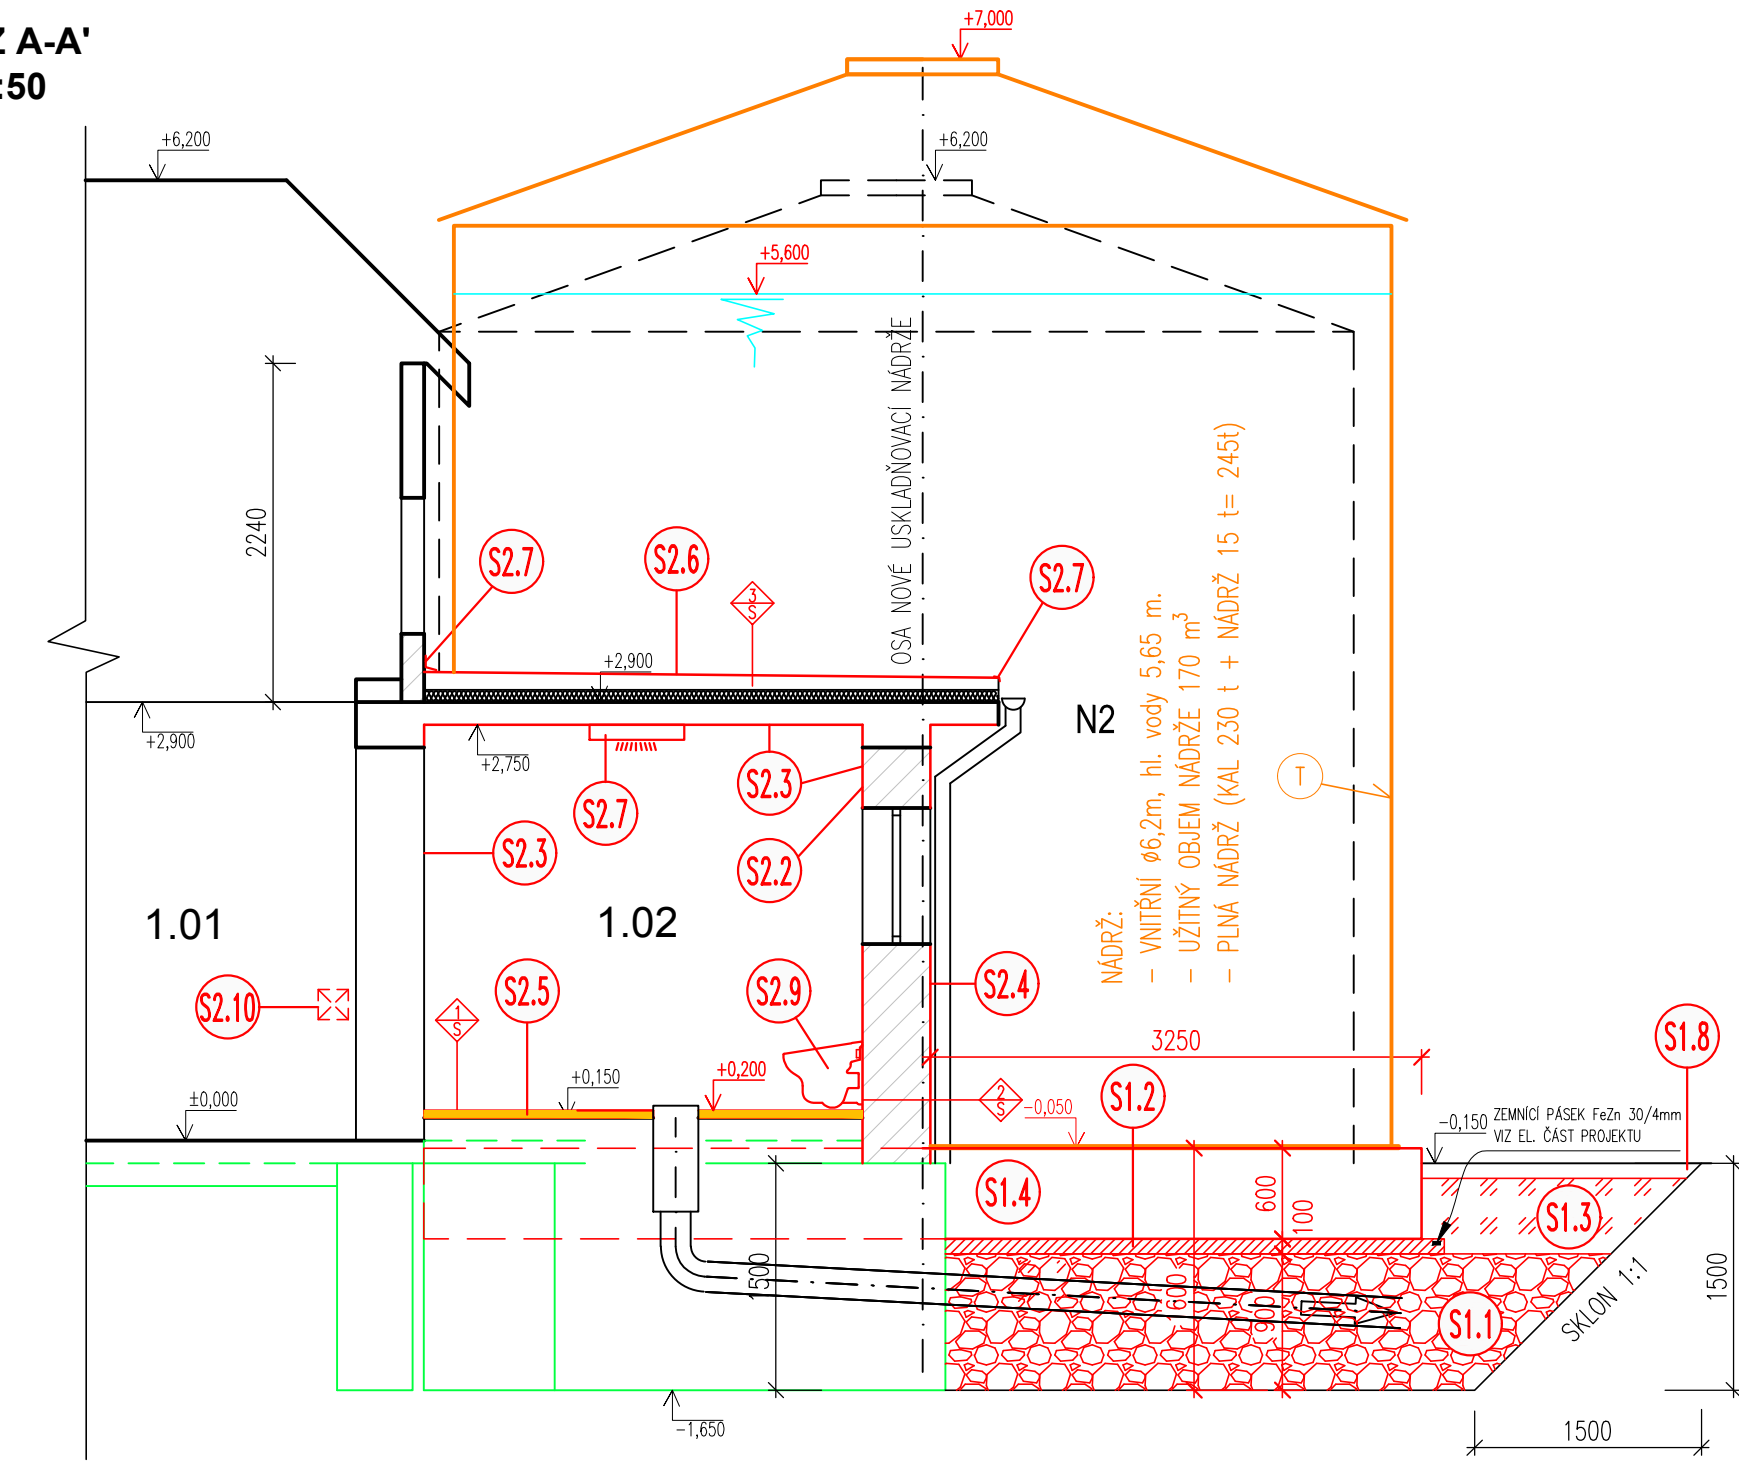 Z A-A'
:50
+7,000
+6,200
+6,200
+5,600
OSA NOVÉ USKLADŇOVACÍ NÁDRŽE
2240
S2.7
S2.6
3
S
S2.7
+2,900
+2,900
+2,750
N2
NÁDRŽ:
- VNITŘNÍ ø6,2m, hl. vody 5,65 m.
- UŽITNÝ OBJEM NÁDRŽE 170 m³
- PLNÁ NÁDRŽ (KAL 230 t + NÁDRŽ 15 t= 245t)
T
S2.3
S2.7
S2.3
S2.2
1.01
1.02
S2.10
S2.5
S2.9
S2.4
1
S
3250
S1.8
±0,000
+0,150
+0,200
2
S
-0,050
S1.2
-0,150
ZEMNÍCÍ PÁSEK FeZn 30/4mm
VIZ EL. ČÁST PROJEKTU
S1.4
600
100
S1.3
1500
600
900
S1.1
SKLON 1:1
1500
-1,650
1500